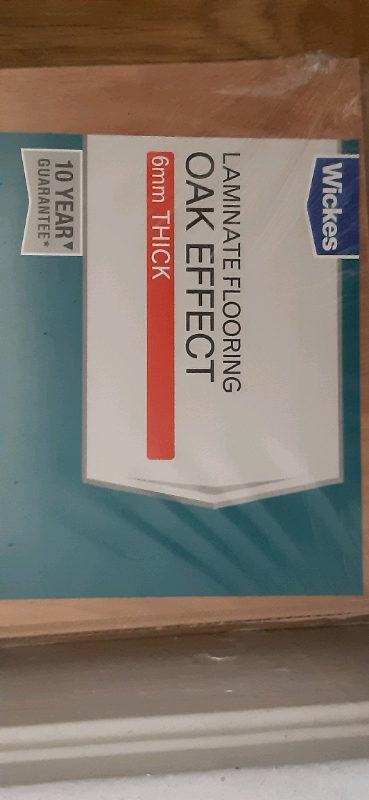 Wickes
LAMINATE FLOORING
OAK EFFECT
6mm THICK
10 YEAR▼
GUARANTEE*